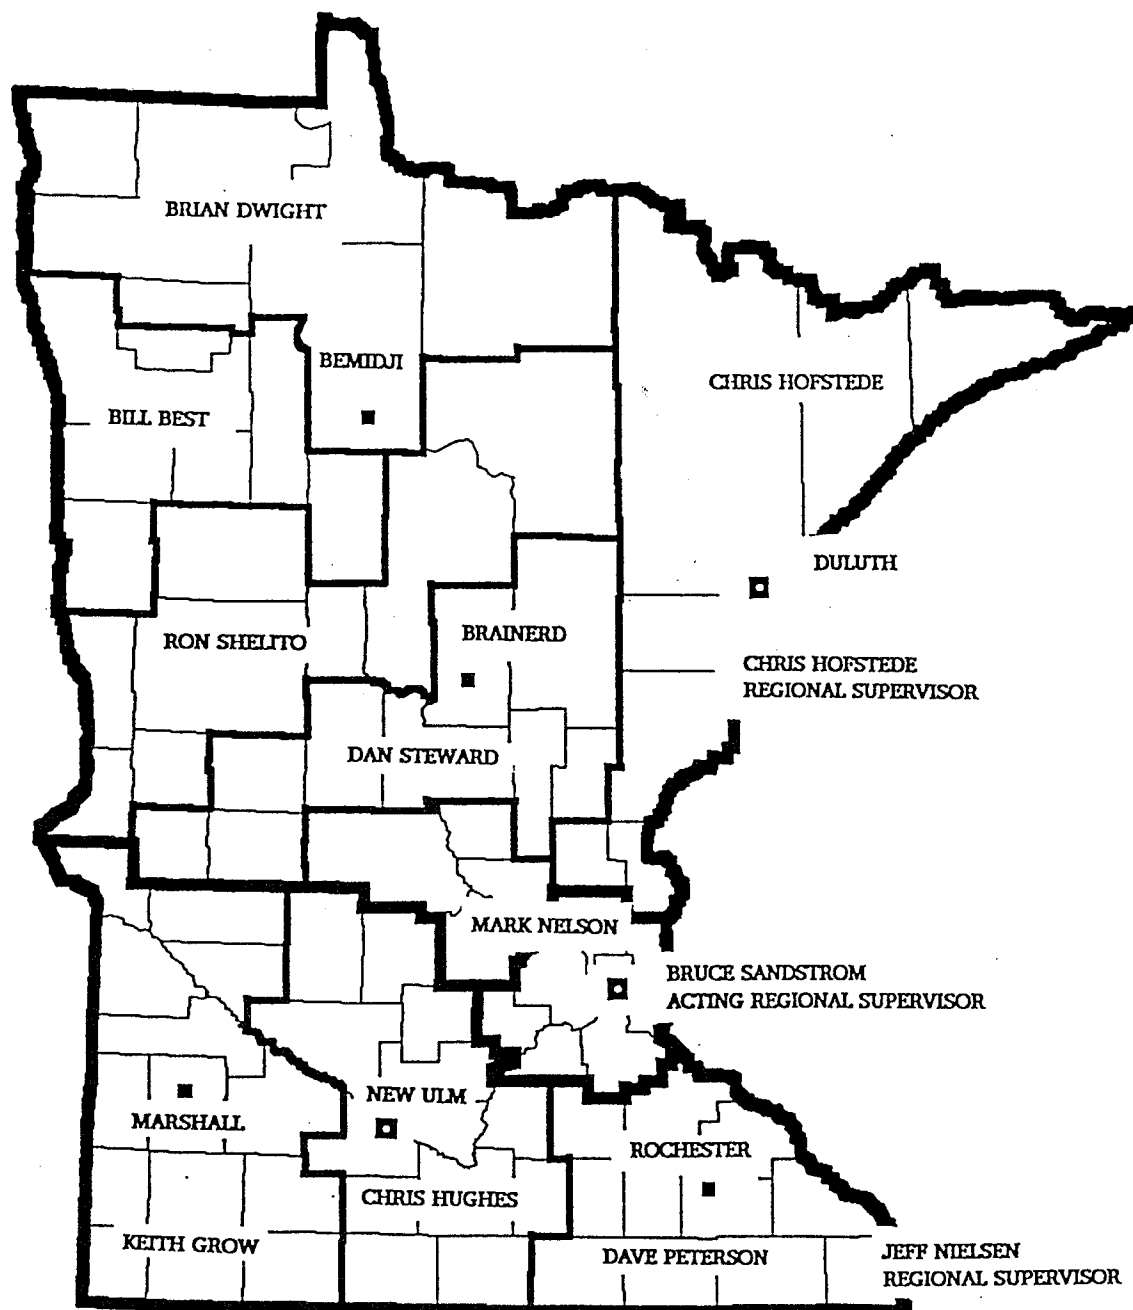 BRIAN DWIGHT
BEMIDJI
CHRIS HOFSTEDE
BILL BEST
DULUTH
BRAINERD
RON SHELITO
CHRIS HOFSTEDE
REGIONAL SUPERVISOR
DAN STEWARD
MARK NELSON
BRUCE SANDSTROM
ACTING REGIONAL SUPERVISOR
NEW ULM
MARSHALL
ROCHESTER
CHRIS HUGHES
KEITH GROW
DAVE PETERSON
JEFF NIELSEN
REGIONAL SUPERVISOR